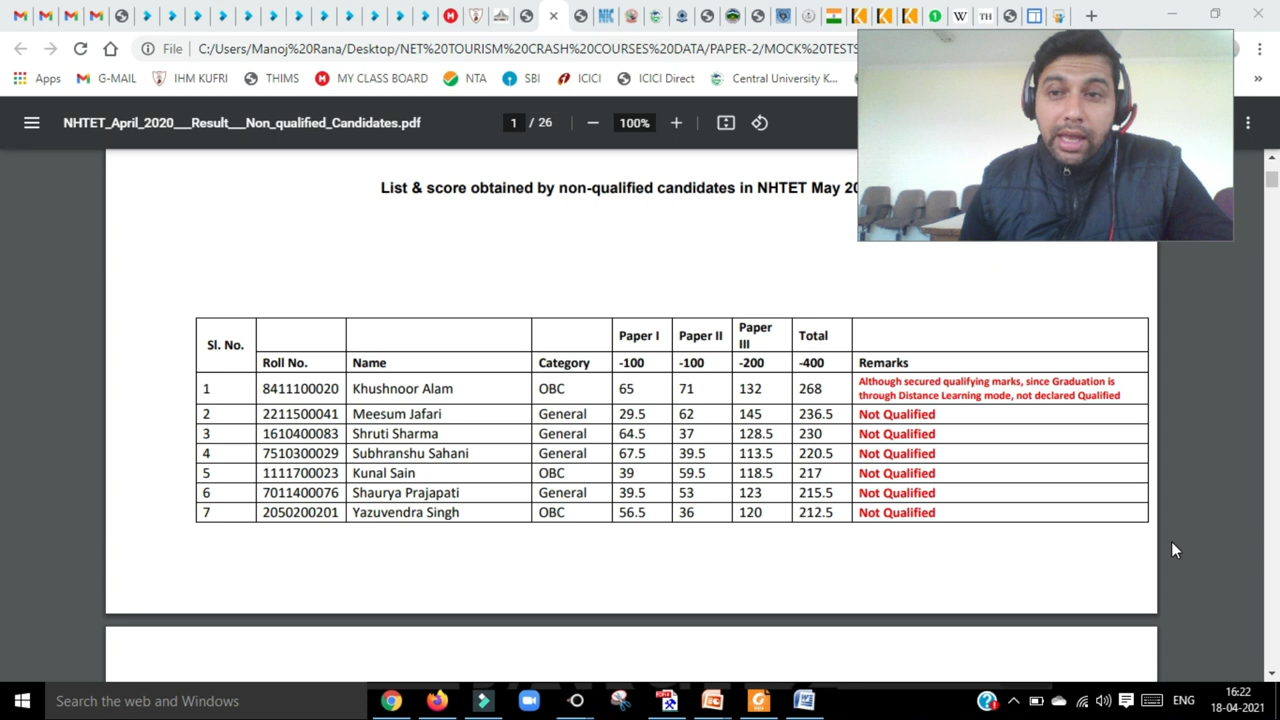 W TH
File C:/Users/Manoj%20Rana/Desktop/NET%20TOURISM%20CRASH%20COURSES%20DATA/PAPER-2/MOCK%20TESTS
Apps G-MAIL IHM KUFRI THIMS MY CLASS BOARD NTA SBI ICICI ICICI Direct Central University K...
NHTET_April_2020__Result__Non_qualified_Candidates.pdf 1 / 26 100%
List & score obtained by non-qualified candidates in NHTET May 20
Sl. No. Roll No. Name Category Paper I -100 Paper II -100 Paper III -200 Total -400 Remarks
1 8411100020 Khushnoor Alam OBC 65 71 132 268 Although secured qualifying marks, since Graduation is
through Distance Learning mode, not declared Qualified
2 2211500041 Meesum Jafari General 29.5 62 145 236.5 Not Qualified
3 1610400083 Shruti Sharma General 64.5 37 128.5 230 Not Qualified
4 7510300029 Subhranshu Sahani General 67.5 39.5 113.5 220.5 Not Qualified
5 1111700023 Kunal Sain OBC 39 59.5 118.5 217 Not Qualified
6 7011400076 Shaurya Prajapati General 39.5 53 123 215.5 Not Qualified
7 2050200201 Yazuvendra Singh OBC 56.5 36 120 212.5 Not Qualified
Search the web and Windows
ENG 16:22
18-04-2021